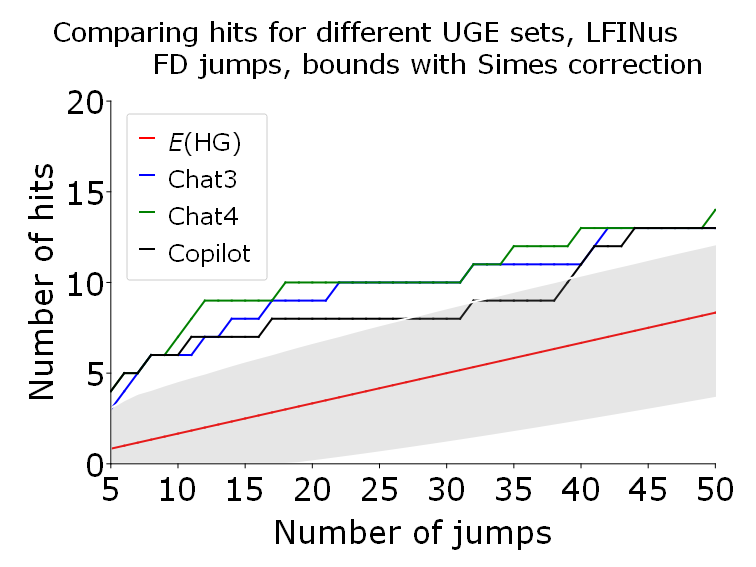 Comparing hits for different UGE sets, LFINus
FD jumps, bounds with Simes correction
Number of hits
20
15
10
5
0
E(HG)
Chat3
Chat4
Copilot
5 10 15 20 25 30 35 40 45 50
Number of jumps